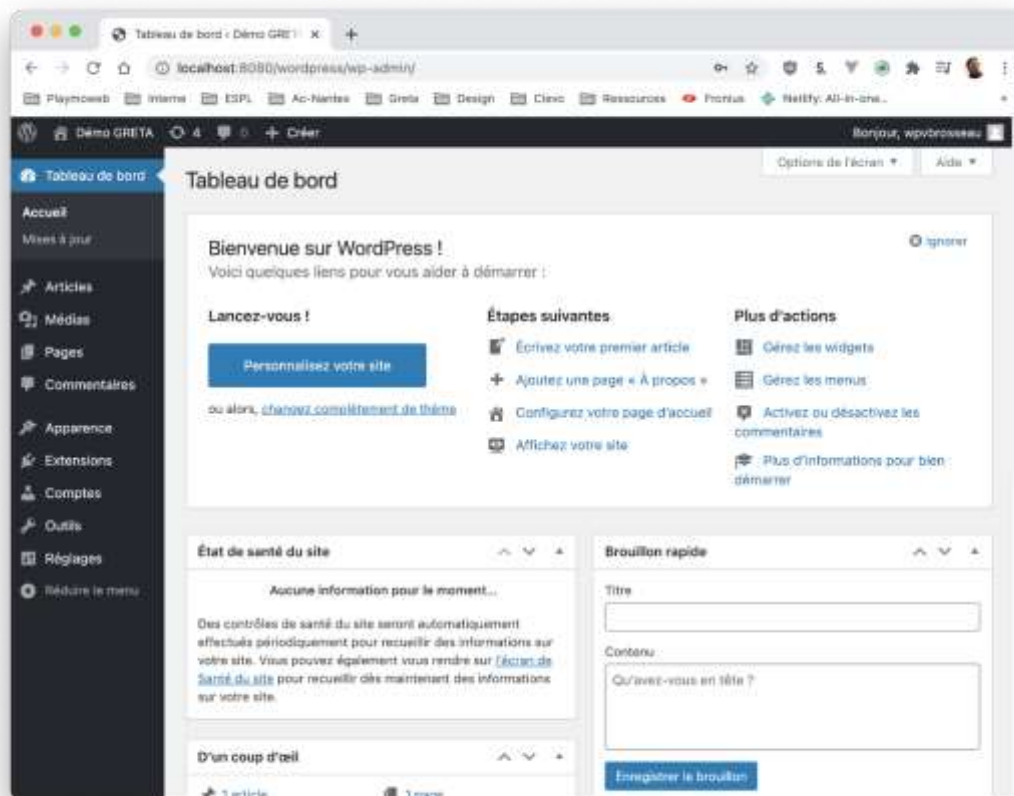 Tableau de bord ‹ Démo GRET
localhost:8080/wordpress/wp-admin/
Playmoweb Interne ESPL Ac-Nantes Greta Design Clevo Ressources Frontus Netlify: All-in-one...
Démo GRETA 4 0 + Créer Bonjour, wpvbrosseau
Options de l'écran Aide
Tableau de bord
Accueil
Mises à jour
Articles
Médias
Pages
Commentaires
Apparence
Extensions
Comptes
Outils
Réglages
Réduire le menu
Tableau de bord
Bienvenue sur WordPress !
Ignorer
Voici quelques liens pour vous aider à démarrer :
Lancez-vous !
Personnalisez votre site
ou alors, changez complètement de thème
Étapes suivantes
Écrivez votre premier article
Ajoutez une page « À propos »
Configurez votre page d'accueil
Affichez votre site
Plus d'actions
Gérez les widgets
Gérez les menus
Activez ou désactivez les
commentaires
Plus d'informations pour bien
démarrer
État de santé du site
Aucune information pour le moment...
Des contrôles de santé du site seront automatiquement
effectués périodiquement pour recueillir des informations sur
votre site. Vous pouvez également vous rendre sur l'écran de
Santé du site pour recueillir dès maintenant des informations
sur votre site.
D'un coup d'œil
1 article 1 page
Brouillon rapide
Titre
Contenu
Qu'avez-vous en tête ?
Enregistrer le brouillon